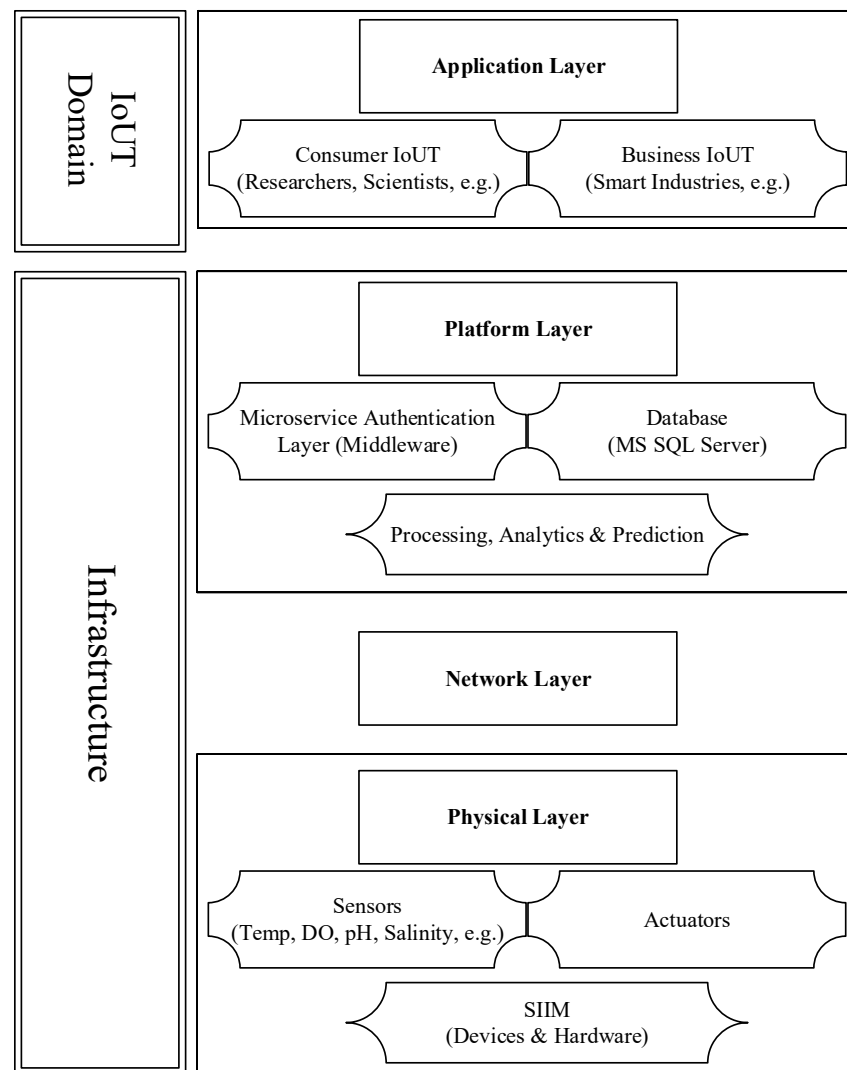 IoUT
Domain
Application Layer
Consumer IoUT
(Researchers, Scientists, e.g.)
Business IoUT
(Smart Industries, e.g.)
Infrastructure
Platform Layer
Microservice Authentication
Layer (Middleware)
Database
(MS SQL Server)
Processing, Analytics & Prediction
Network Layer
Physical Layer
Sensors
(Temp, DO, pH, Salinity, e.g.)
Actuators
SIIM
(Devices & Hardware)